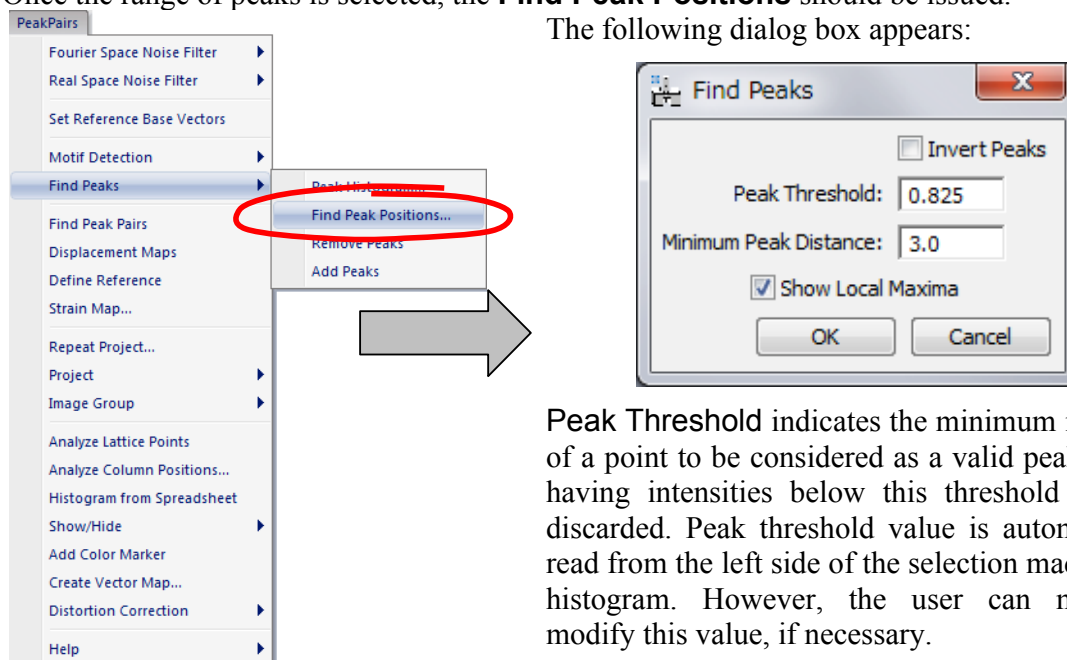 Once the range of peaks is selected, the Find Peak Positions should be issued.
PeakPairs
Fourier Space Noise Filter
Real Space Noise Filter
Set Reference Base Vectors
Motif Detection
Find Peaks
Find Peak Pairs
Displacement Maps
Define Reference
Strain Map...
Repeat Project...
Project
Image Group
Analyze Lattice Points
Analyze Column Positions...
Histogram from Spreadsheet
Show/Hide
Add Color Marker
Create Vector Map...
Distortion Correction
Help
Peak
Find Peak Positions...
Remove Peaks
Add Peaks
The following dialog box appears:
Find Peaks
Invert Peaks
Peak Threshold: 0.825
Minimum Peak Distance: 3.0
Show Local Maxima
OK Cancel
Peak Threshold indicates the minimum
of a point to be considered as a valid
having intensities below this threshold
discarded. Peak threshold value is
read from the left side of the selection
histogram. However, the user can
modify this value, if necessary.